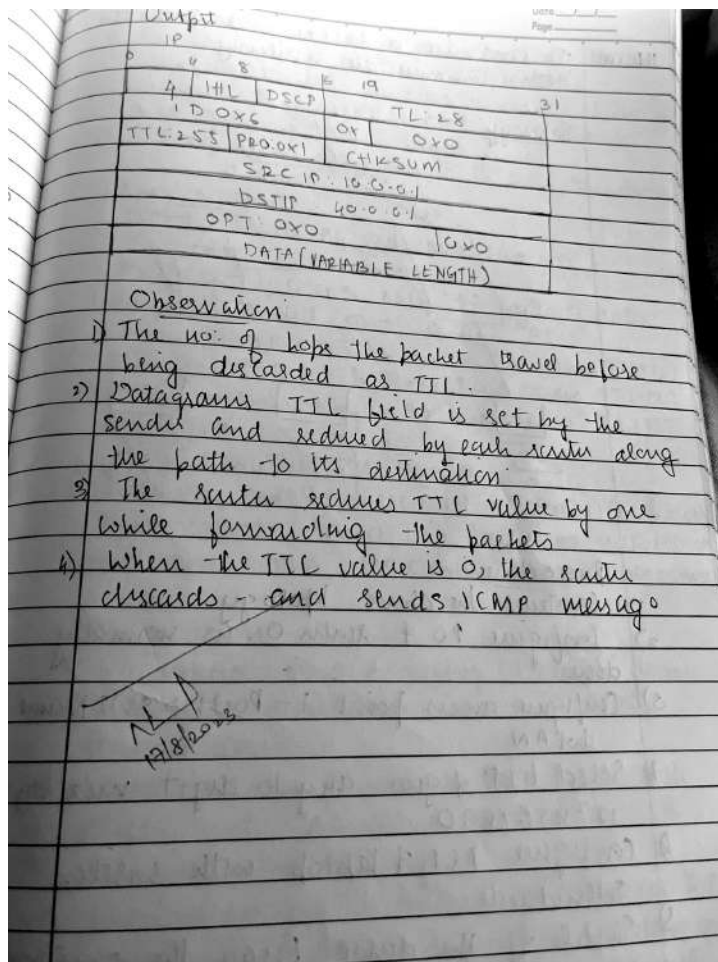 Date
Page
Output
IP
0 4 8 16 19 31
4 IHL DSCP TL: 28
ID 0x6 0x 0x0
TTL: 255 PRO: 0x1 CHKSUM
SRC IP: 10.0.0.1
DSTIP 40.0.0.1
OPT: 0x0 0x0
DATA (VARIABLE LENGTH)
Observation
1) The no. of hops the packet travel before
being discarded as TTL.
2) Datagrams TTL field is set by the
sender and reduced by each router along
the path to its destination
3) The router reduces TTL value by one
while forwarding the packets
4) When the TTL value is 0, the router
discards and sends ICMP message
17/8/2023